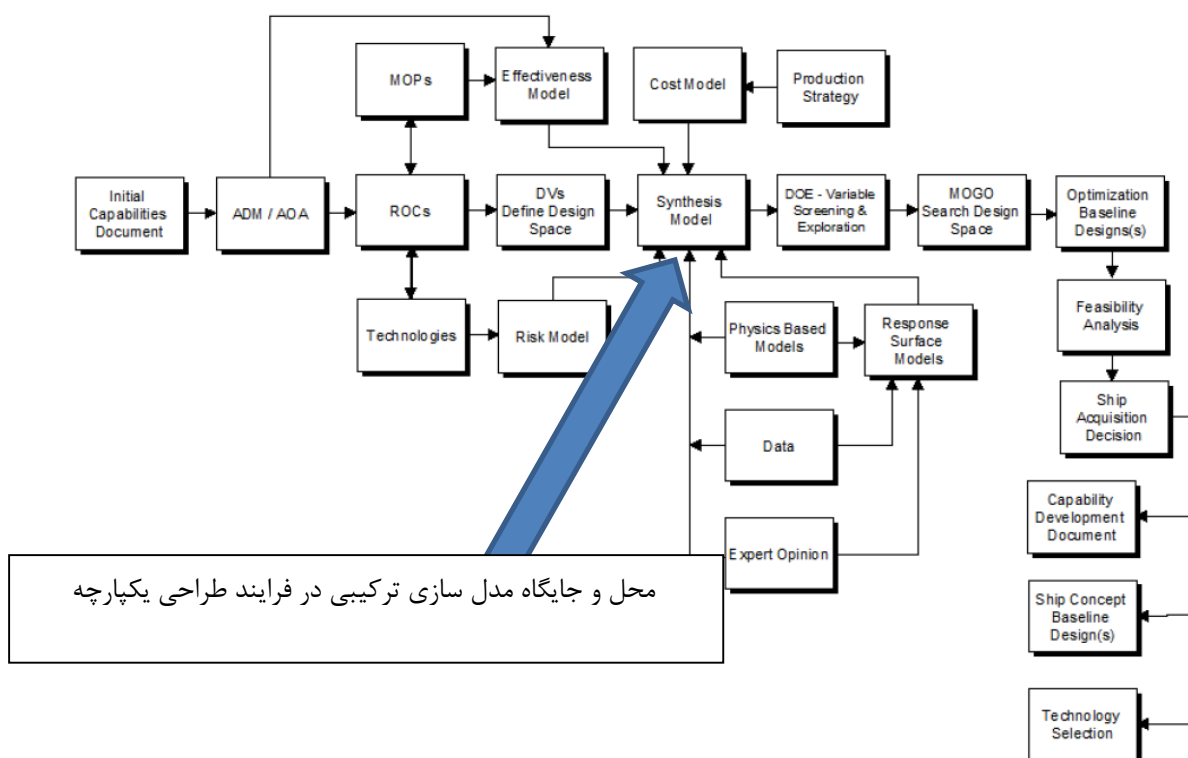 MOPs
Effectiveness
Model
Cost Model
Production
Strategy
Initial
Capabilities
Document
ADM / AOA
ROCs
DVs
Define Design
Space
Synthesis
Model
DOE - Variable
Screening &
Exploration
MOGO
Search Design
Space
Optimization
Baseline
Designs(s)
Technologies
Risk Model
Physics Based
Models
Response
Surface
Models
Feasibility
Analysis
Ship
Acquisition
Decision
Data
Expert Opinion
Capability
Development
Document
محل و جایگاه مدل سازی ترکیبی در فرایند طراحی یکپارچه
Ship Concept
Baseline
Design(s)
Technology
Selection